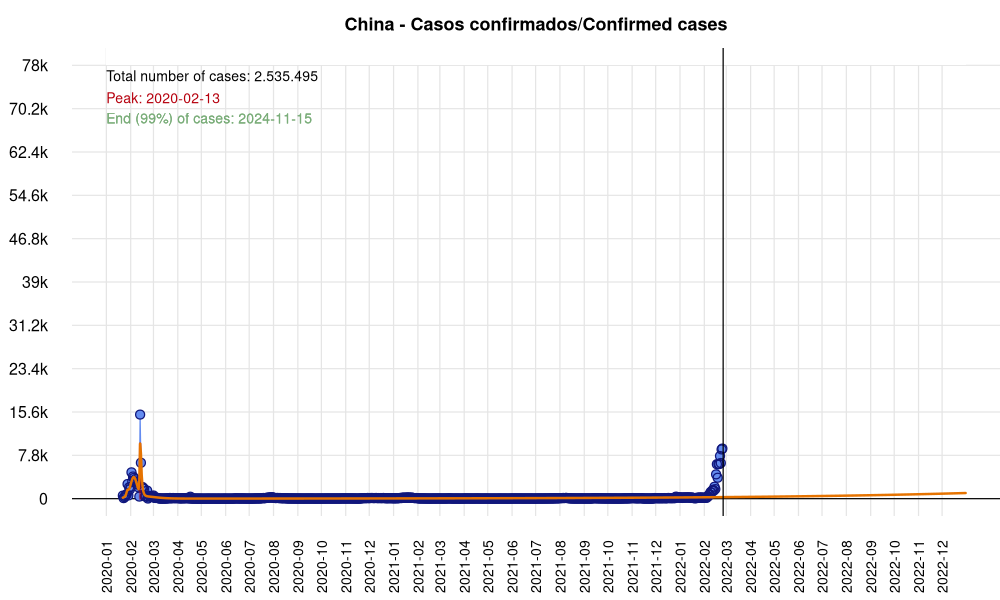 China - Casos confirmados/Confirmed cases
78k
Total number of cases: 2.535.495
Peak: 2020-02-13
70.2k
End (99%) of cases: 2024-11-15
62.4k
54.6k
46.8k
39k
31.2k
23.4k
15.6k
7.8k
0
2020-01
2020-02
2020-03
2020-04
2020-05
2020-06
2020-07
2020-08
2020-09
2020-10
2020-11
2020-12
2021-01
2021-02
2021-03
2021-04
2021-05
2021-06
2021-07
2021-08
2021-09
2021-10
2021-11
2021-12
2022-01
2022-02
2022-03
2022-04
2022-05
2022-06
2022-07
2022-08
2022-09
2022-10
2022-11
2022-12